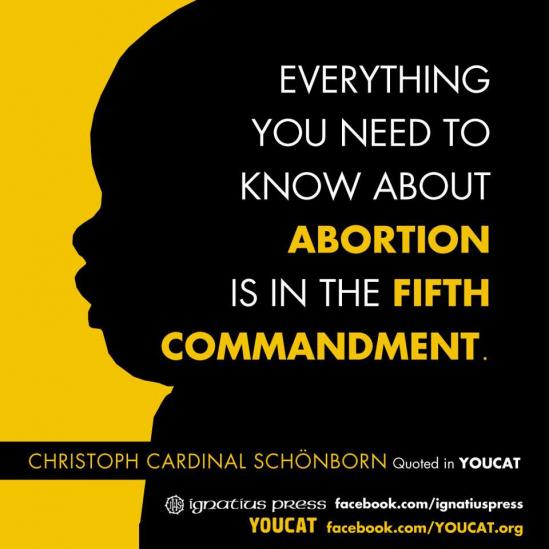 EVERYTHING
YOU NEED TO
KNOW ABOUT
ABORTION
IS IN THE FIFTH
COMMANDMENT.
CHRISTOPH CARDINAL SCHÖNBORN Quoted in YOUCAT
IHS ignatius press facebook.com/ignatiuspress
YOUCAT facebook.com/YOUCAT.org